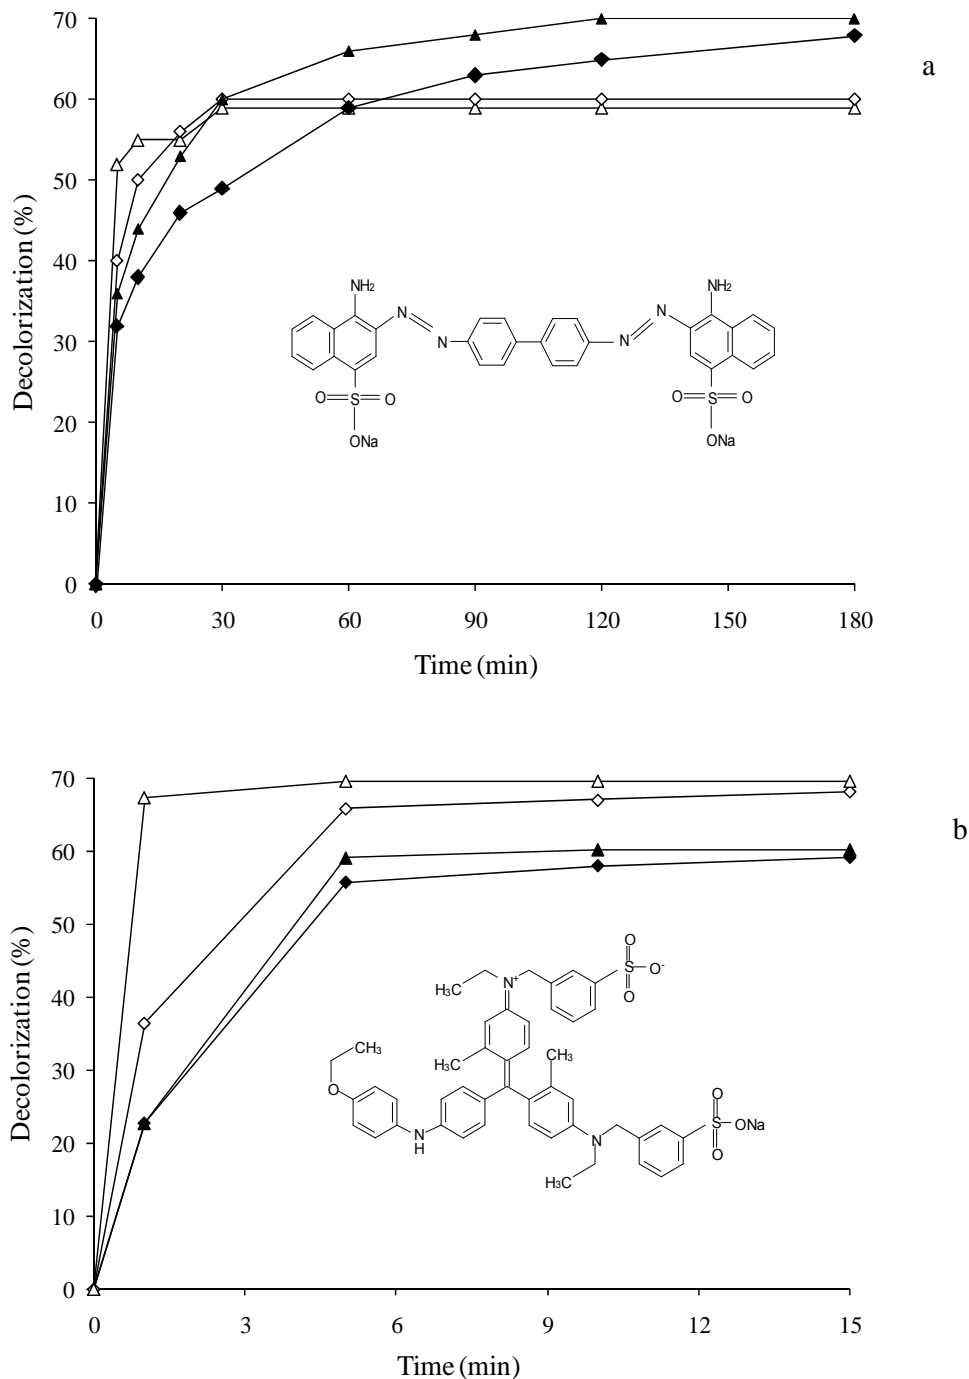 a
70
60
50
40
30
20
10
0
Decolorization (%)
0 30 60 90 120 150 180
Time (min)
NH₂ NH₂
N N
N N
O S O O S O
ONa ONa
b
70
60
50
40
30
20
10
0
Decolorization (%)
0 3 6 9 12 15
Time (min)
O
S O⁻
N⁺
H₃C O
CH₃ H₃C CH₃
O
O
S ONa
N H
N
O
H₃C